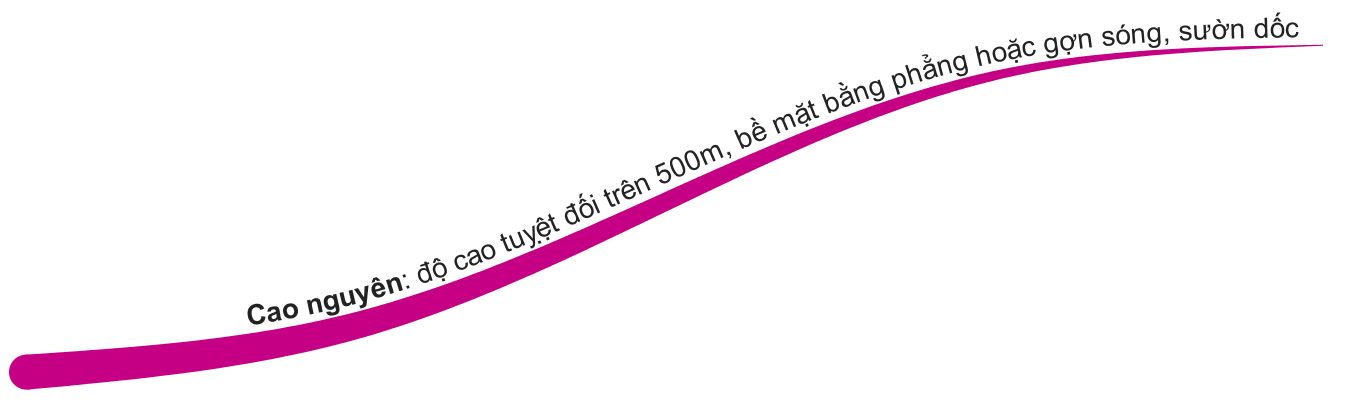 Cao nguyên: độ cao tuyệt đối trên 500m, bề mặt bằng phẳng hoặc gợn sóng, sườn dốc